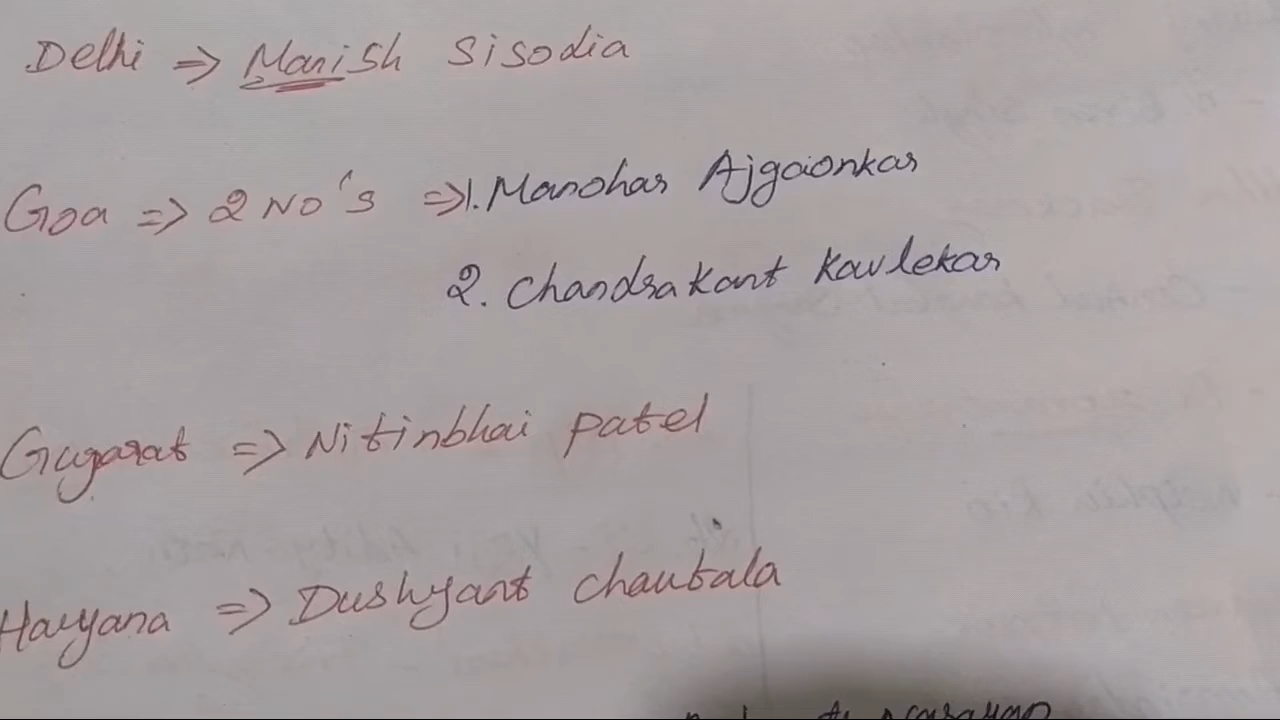 Delhi => Manish Sisodia
Goa => 2 No's => 1. Manohar Ajgaonkar
2. Chandrakant Kavlekar
Gujarat => Nitinbhai patel
Haryana => Dushyant chautala